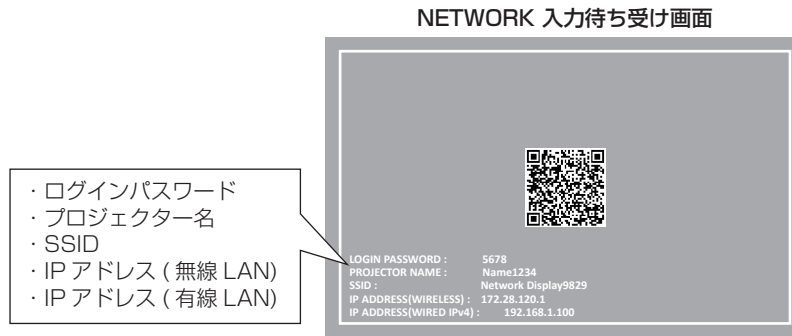 NETWORK 入力待ち受け画面
・ログインパスワード
・プロジェクター名
・SSID
・IP アドレス ( 無線 LAN)
・IP アドレス ( 有線 LAN)
LOGIN PASSWORD : 5678
PROJECTOR NAME : Name1234
SSID : Network Display9829
IP ADDRESS(WIRELESS) : 172.28.120.1
IP ADDRESS(WIRED IPv4) : 192.168.1.100